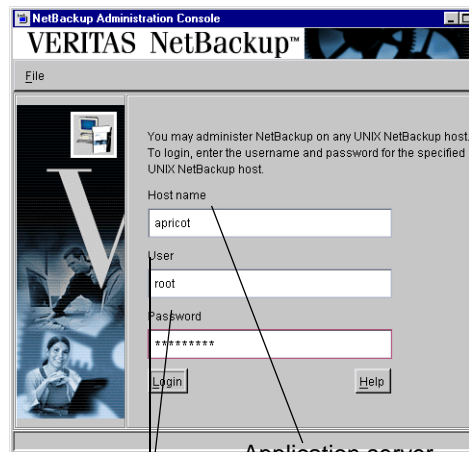 NetBackup Administration Console
VERITAS NetBackup™
File
You may administer NetBackup on any UNIX NetBackup host.
To login, enter the username and password for the specified
UNIX NetBackup host.
Host name
apricot
User
root
Password
*********
Login Help
Application server